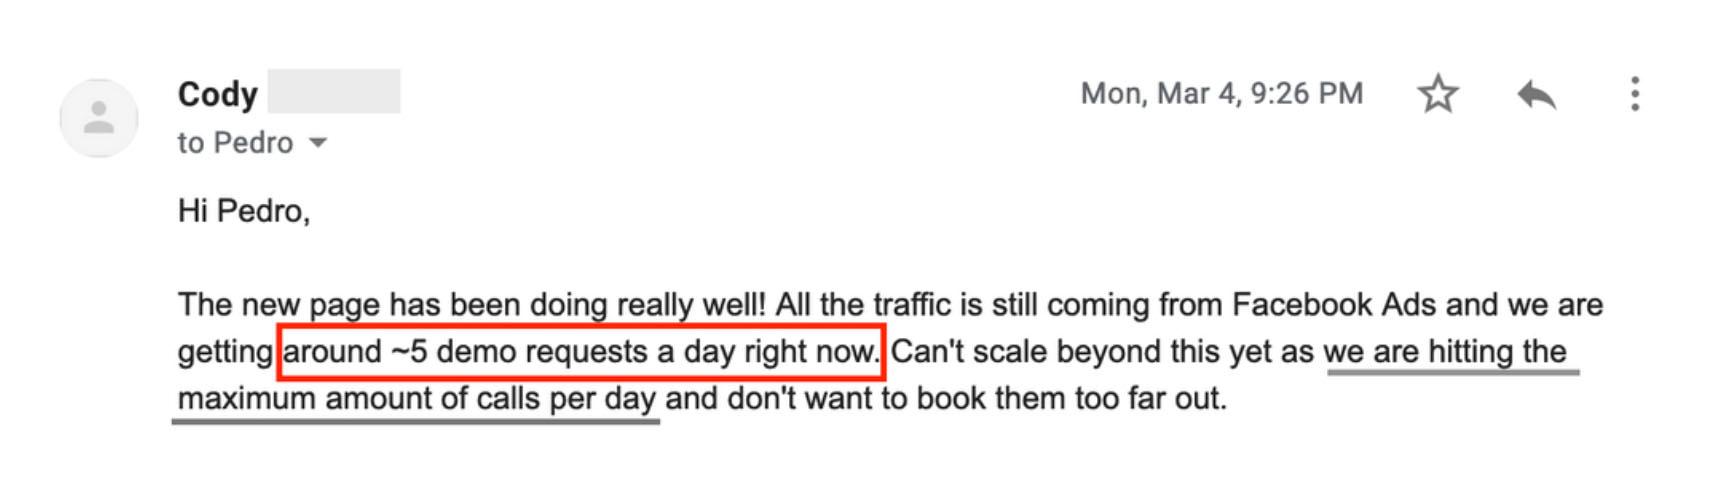 Cody
Mon, Mar 4, 9:26 PM
to Pedro
Hi Pedro,
The new page has been doing really well! All the traffic is still coming from Facebook Ads and we are
getting around ~5 demo requests a day right now. Can't scale beyond this yet as we are hitting the
maximum amount of calls per day and don't want to book them too far out.